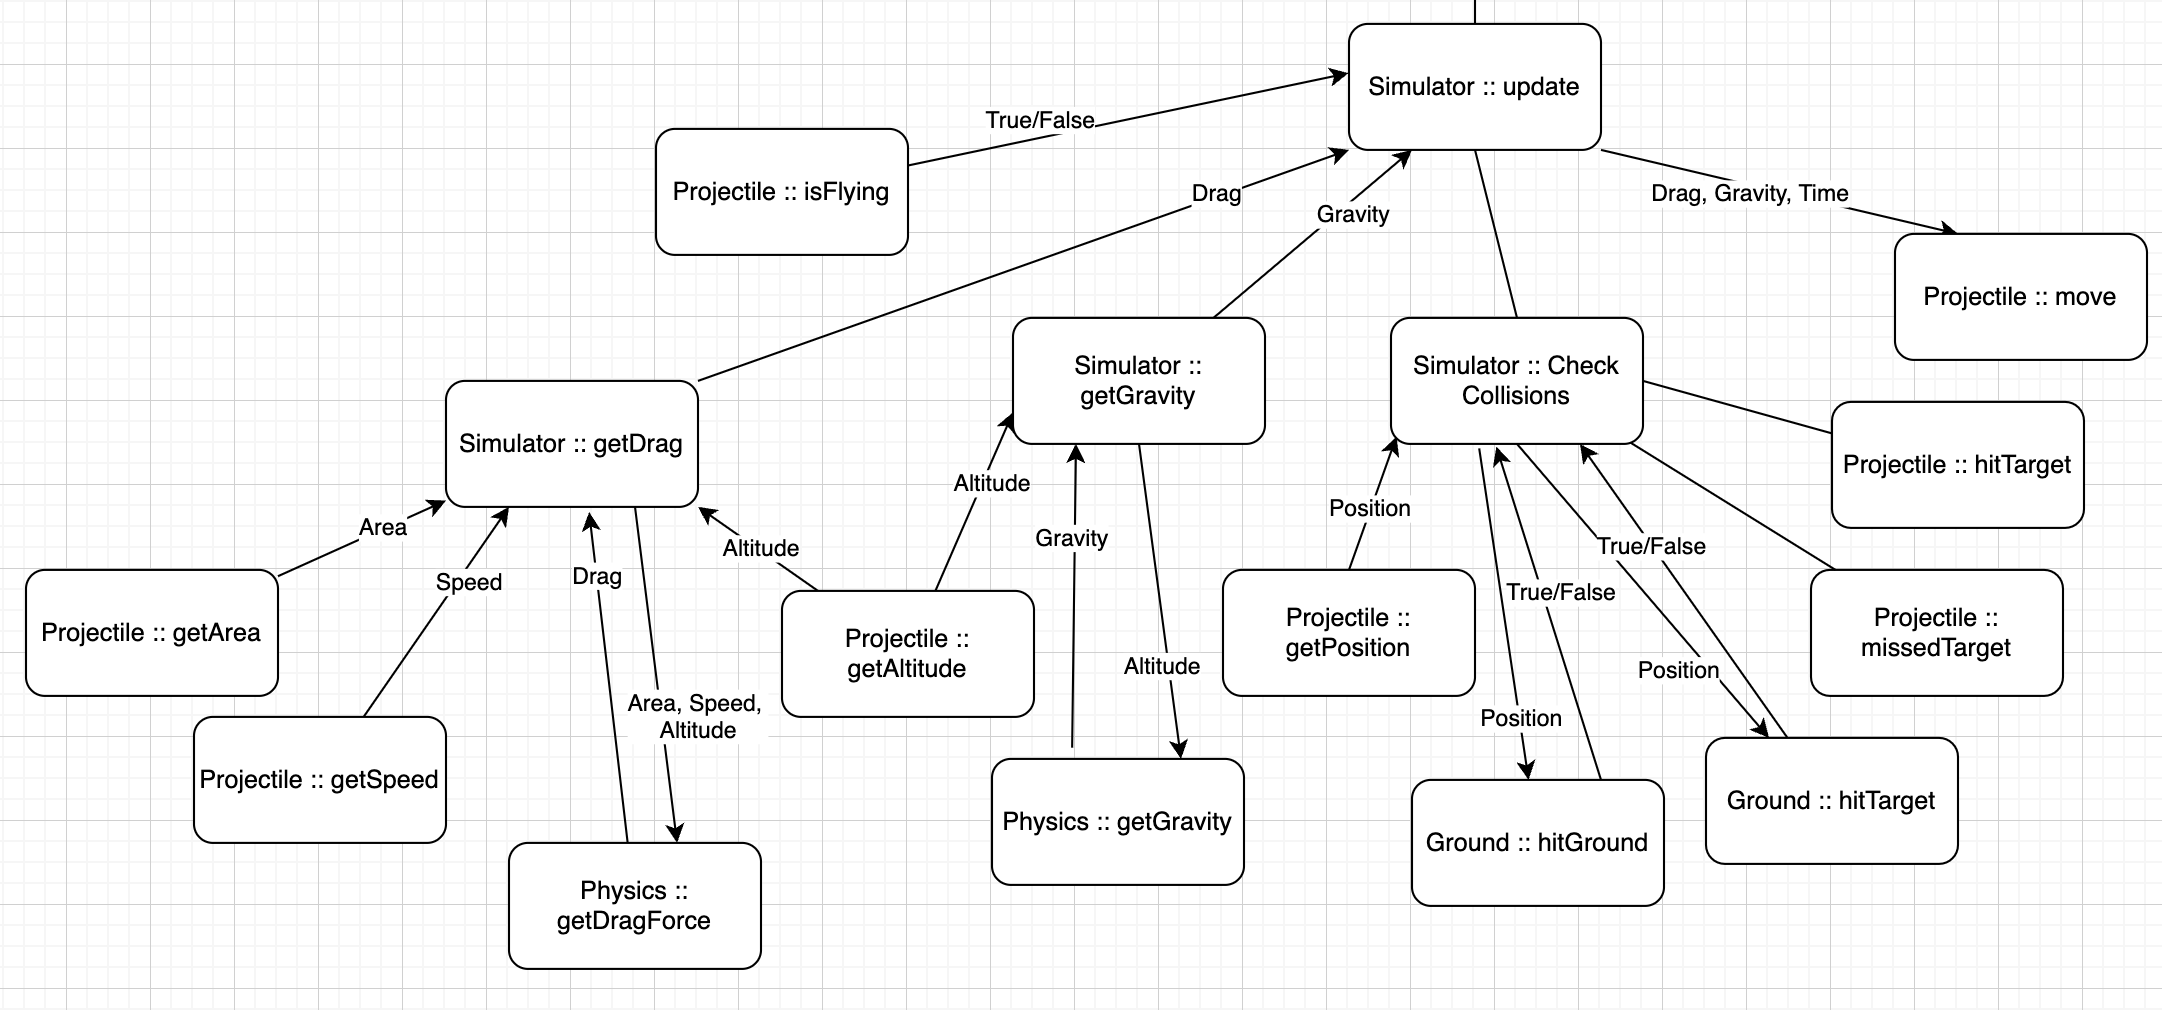 Simulator :: update
True/False
Projectile :: isFlying
Drag
Gravity
Drag, Gravity, Time
Projectile :: move
Simulator ::
getGravity
Simulator :: Check
Collisions
Simulator :: getDrag
Projectile :: hitTarget
Altitude
Position
Area
Gravity
Altitude
True/False
Speed
Drag
True/False
Projectile :: getArea
Projectile ::
getAltitude
Projectile ::
getPosition
Projectile ::
missedTarget
Altitude
Position
Area, Speed,
Altitude
Position
Projectile :: getSpeed
Physics :: getGravity
Ground :: hitGround
Ground :: hitTarget
Physics ::
getDragForce